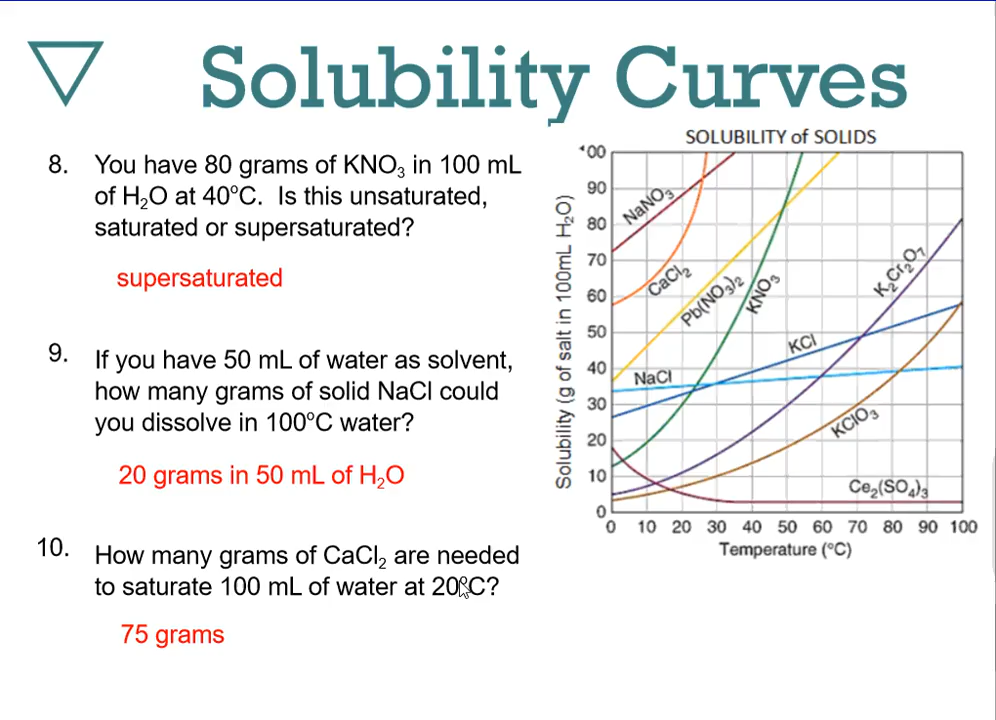 Solubility Curves
8. You have 80 grams of KNO₃ in 100 mL
of H₂O at 40°C. Is this unsaturated,
saturated or supersaturated?
supersaturated
9. If you have 50 mL of water as solvent,
how many grams of solid NaCl could
you dissolve in 100°C water?
20 grams in 50 mL of H₂O
10. How many grams of CaCl₂ are needed
to saturate 100 mL of water at 20°C?
75 grams
SOLUBILITY of SOLIDS
Solubility (g of salt in 100mL H₂O)
100
90
80
70
60
50
40
30
20
10
0
NaNO₃
CaCl₂
Pb(NO₃)₂
KNO₃
K₂Cr₂O₇
KCl
NaCl
KClO₃
Ce₂(SO₄)₃
0 10 20 30 40 50 60 70 80 90 100
Temperature (°C)